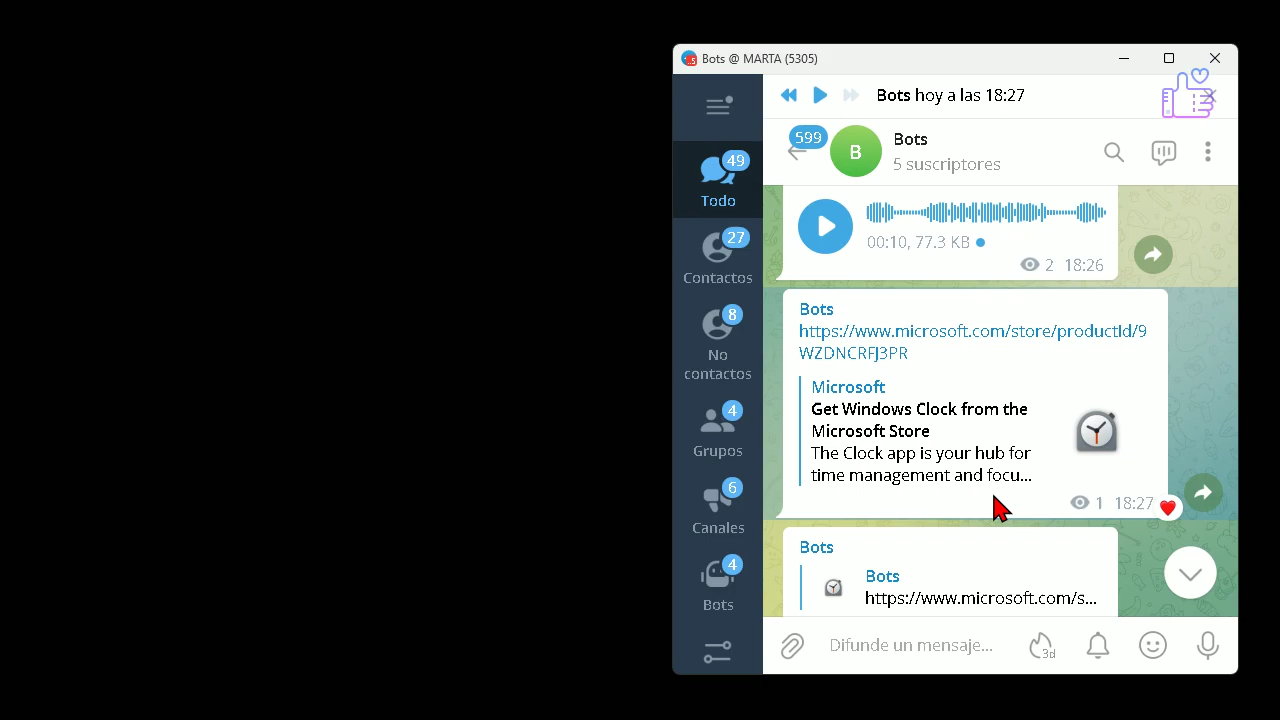 Bots @ MARTA (5305)
Bots hoy a las 18:27
599
B
Bots
5 suscriptores
49
Todo
27
Contactos
8
No
contactos
4
Grupos
6
Canales
4
Bots
00:10, 77.3 KB
2 18:26
Bots
https://www.microsoft.com/store/productId/9
WZDNCRFJ3PR
Microsoft
Get Windows Clock from the
Microsoft Store
The Clock app is your hub for
time management and focu...
1 18:27
Bots
Bots
https://www.microsoft.com/s...
Difunde un mensaje...
3d